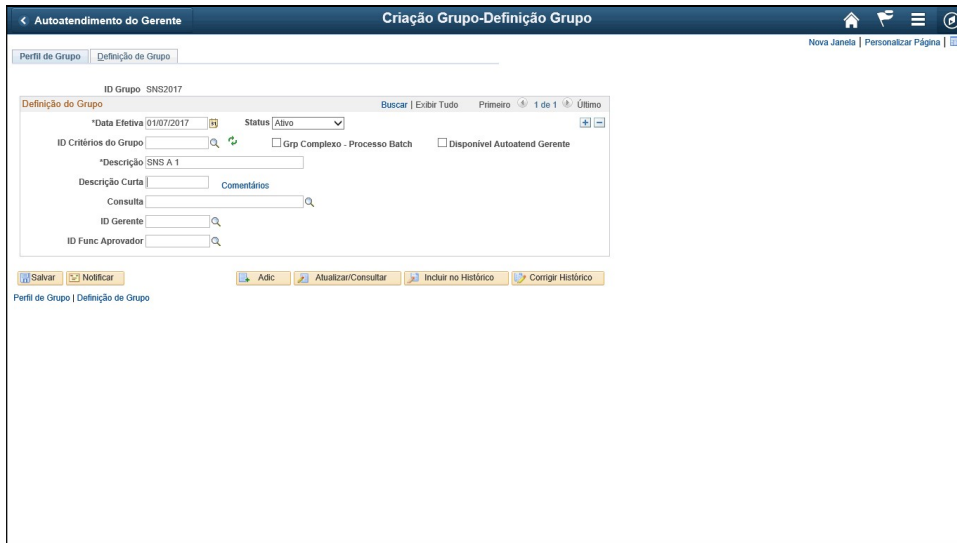 Autoatendimento do Gerente
Criação Grupo-Definição Grupo
Nova Janela | Personalizar Página |
Perfil de Grupo
Definição de Grupo
ID Grupo SNS2017
Definição do Grupo Buscar | Exibir Tudo Primeiro 1 de 1 Último
*Data Efetiva 01/07/2017 Status Ativo
ID Critérios do Grupo Grp Complexo - Processo Batch Disponível Autoatend Gerente
*Descrição SNS A 1
Descrição Curta Comentários
Consulta
ID Gerente
ID Func Aprovador
Salvar Notificar Adic Atualizar/Consultar Incluir no Histórico Corrigir Histórico
Perfil de Grupo | Definição de Grupo